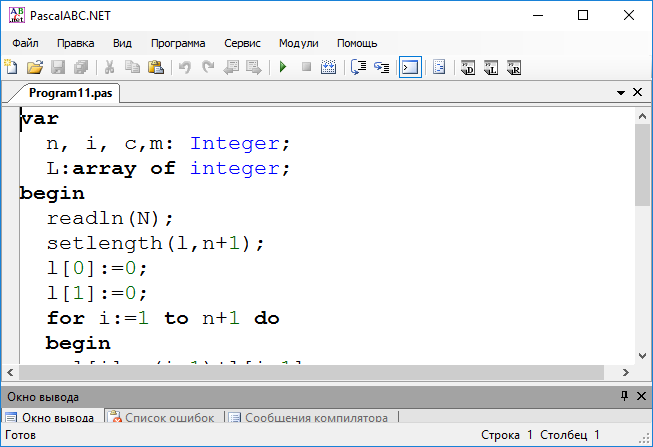 PascalABC.NET
Файл Правка Вид Программа Сервис Модули Помощь
Program11.pas
var
n, i, c,m: Integer;
L:array of integer;
begin
readln(N);
setlength(l,n+1);
l[0]:=0;
l[1]:=0;
for i:=1 to n+1 do
begin
Окно вывода
Окно вывода Список ошибок Сообщения компилятора
Готов Строка 1 Столбец 1